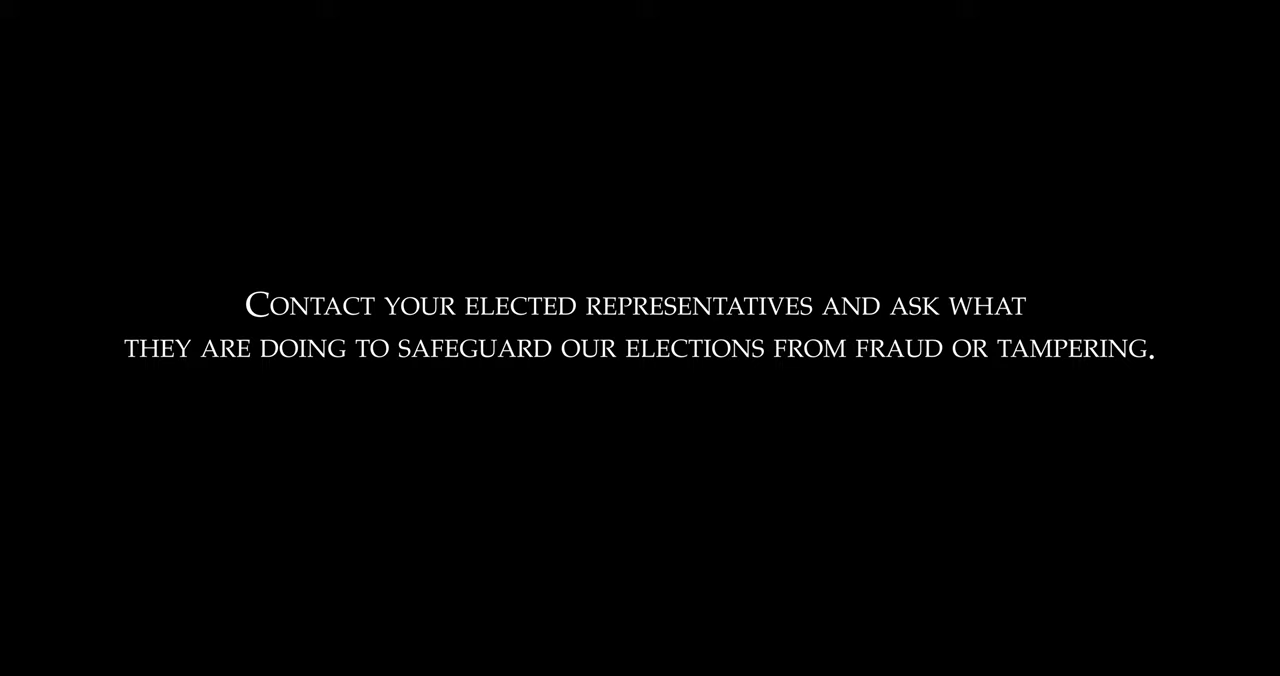 Contact your elected representatives and ask what
they are doing to safeguard our elections from fraud or tampering.